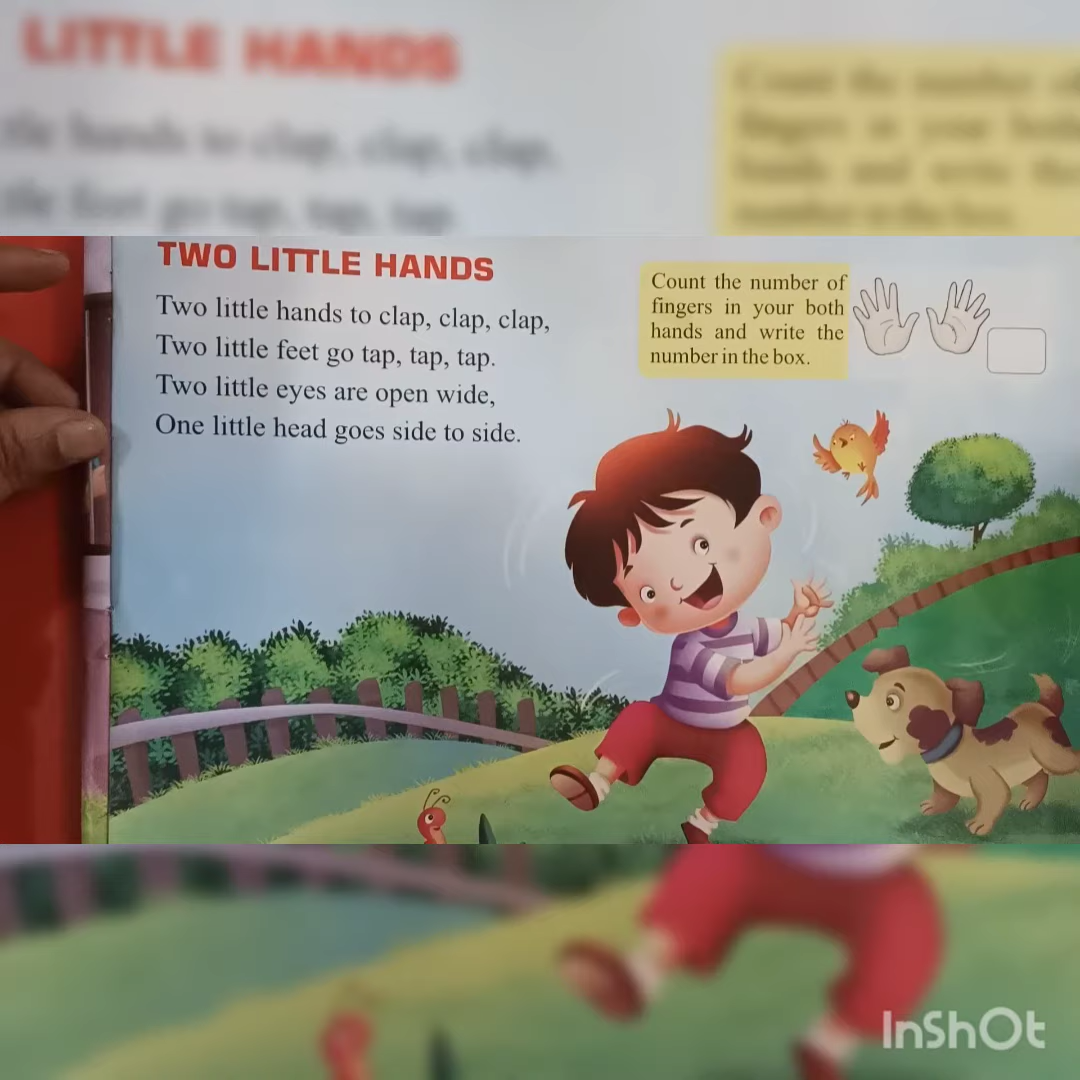 LITTLE HANDS
TWO LITTLE HANDS
Two little hands to clap, clap, clap,
Two little feet go tap, tap, tap.
Two little eyes are open wide,
One little head goes side to side.
Count the number of
fingers in your both
hands and write the
number in the box.
InShOt